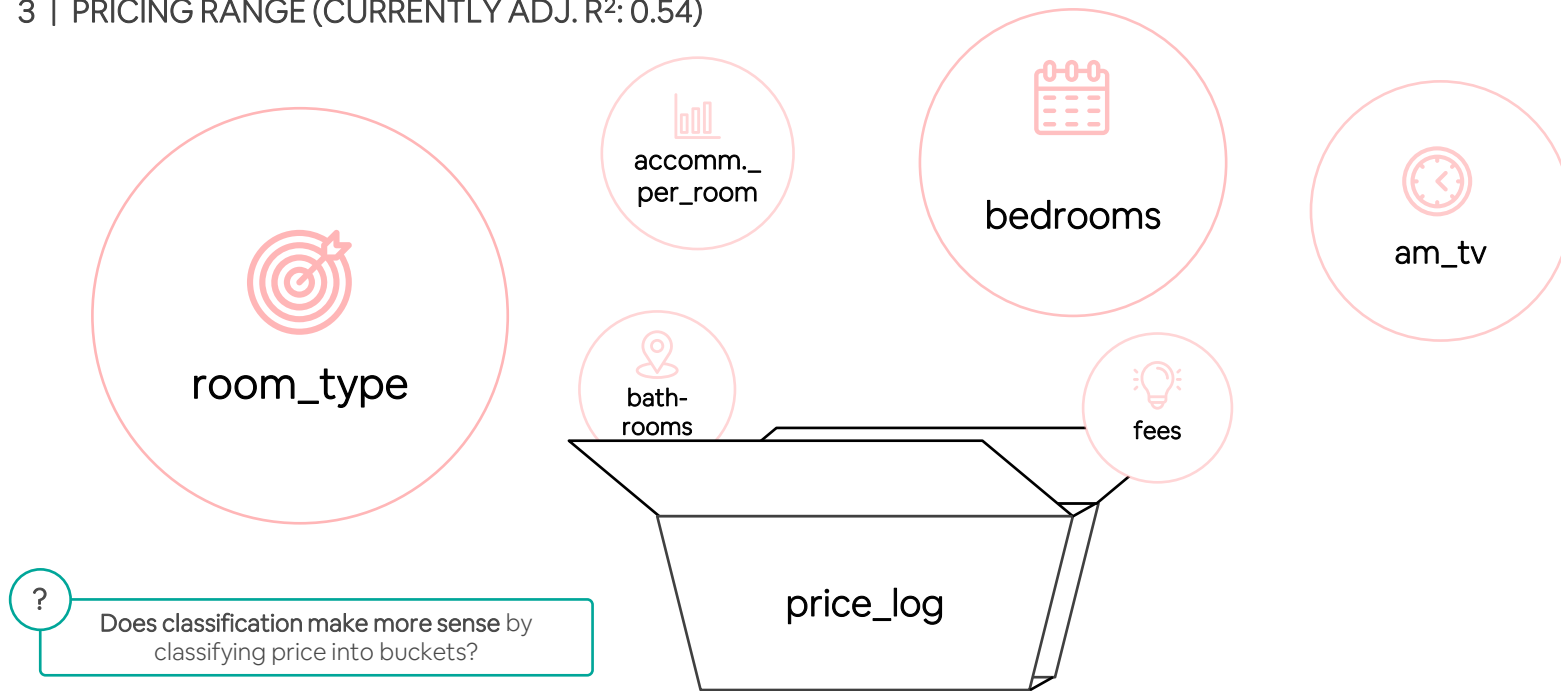 3 | PRICING RANGE (CURRENTLY ADJ. R²: 0.54)
accomm._
per_room
bedrooms
am_tv
room_type
bath-
rooms
fees
price_log
?
Does classification make more sense by
classifying price into buckets?